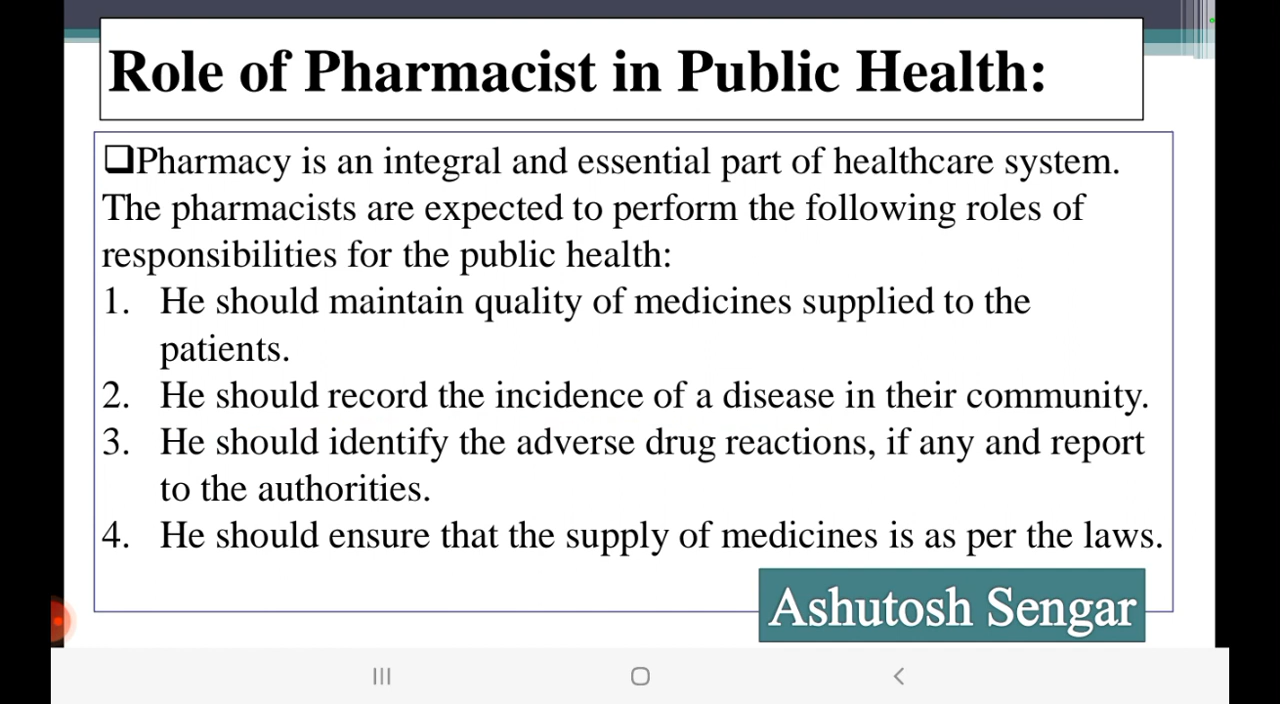 Role of Pharmacist in Public Health:
❑Pharmacy is an integral and essential part of healthcare system.
The pharmacists are expected to perform the following roles of
responsibilities for the public health:
1. He should maintain quality of medicines supplied to the
patients.
2. He should record the incidence of a disease in their community.
3. He should identify the adverse drug reactions, if any and report
to the authorities.
4. He should ensure that the supply of medicines is as per the laws.
Ashutosh Sengar